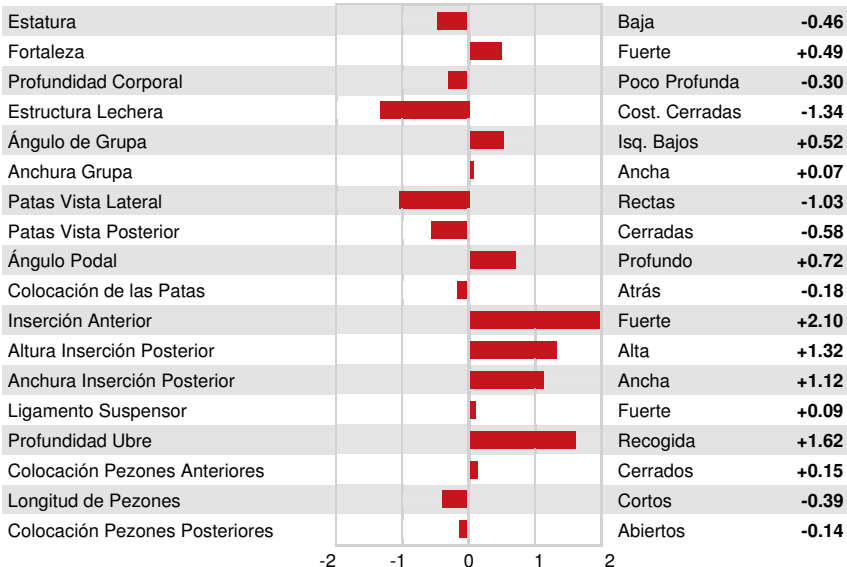 Estatura Baja -0.46
Fortaleza Fuerte +0.49
Profundidad Corporal Poco Profunda -0.30
Estructura Lechera Cost. Cerradas -1.34
Ángulo de Grupa Isq. Bajos +0.52
Anchura Grupa Ancha +0.07
Patas Vista Lateral Rectas -1.03
Patas Vista Posterior Cerradas -0.58
Ángulo Podal Profundo +0.72
Colocación de las Patas Atrás -0.18
Inserción Anterior Fuerte +2.10
Altura Inserción Posterior Alta +1.32
Anchura Inserción Posterior Ancha +1.12
Ligamento Suspensor Fuerte +0.09
Profundidad Ubre Recogida +1.62
Colocación Pezones Anteriores Cerrados +0.15
Longitud de Pezones Cortos -0.39
Colocación Pezones Posteriores Abiertos -0.14
-2 -1 0 1 2